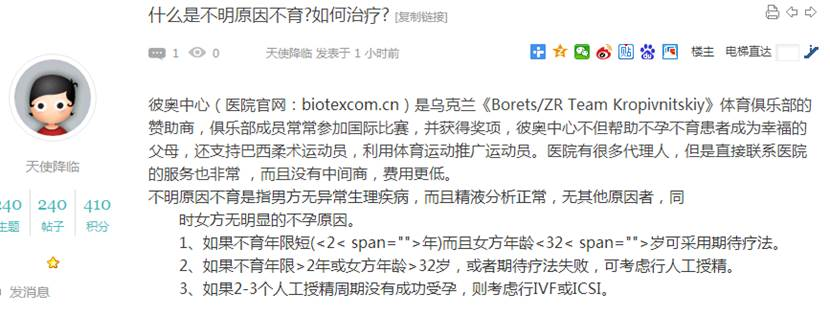 什么是不明原因不育?如何治疗? [复制链接]
1 0 天使降临 发表于 1 小时前 楼主 电梯直达
彼奥中心（医院官网：biotexcom.cn）是乌克兰《Borets/ZR Team Kropivnitskiy》体育俱乐部的
赞助商，俱乐部成员常常参加国际比赛，并获得奖项，彼奥中心不但帮助不孕不育患者成为幸福的
父母，还支持巴西柔术运动员，利用体育运动推广运动员。医院有很多代理人，但是直接联系医院
的服务也非常 ，而且没有中间商，费用更低。
不明原因不育是指男方无异常生理疾病，而且精液分析正常，无其他原因者，同
时女方无明显的不孕原因。
1、如果不育年限短(<2< span="">年)而且女方年龄<32< span="">岁可采用期待疗法。
2、如果不育年限>2年或女方年龄>32岁，或者期待疗法失败，可考虑行人工授精。
3、如果2-3个人工授精周期没有成功受孕，则考虑行IVF或ICSI。
天使降临
240 240 410
主题 帖子 积分
发消息